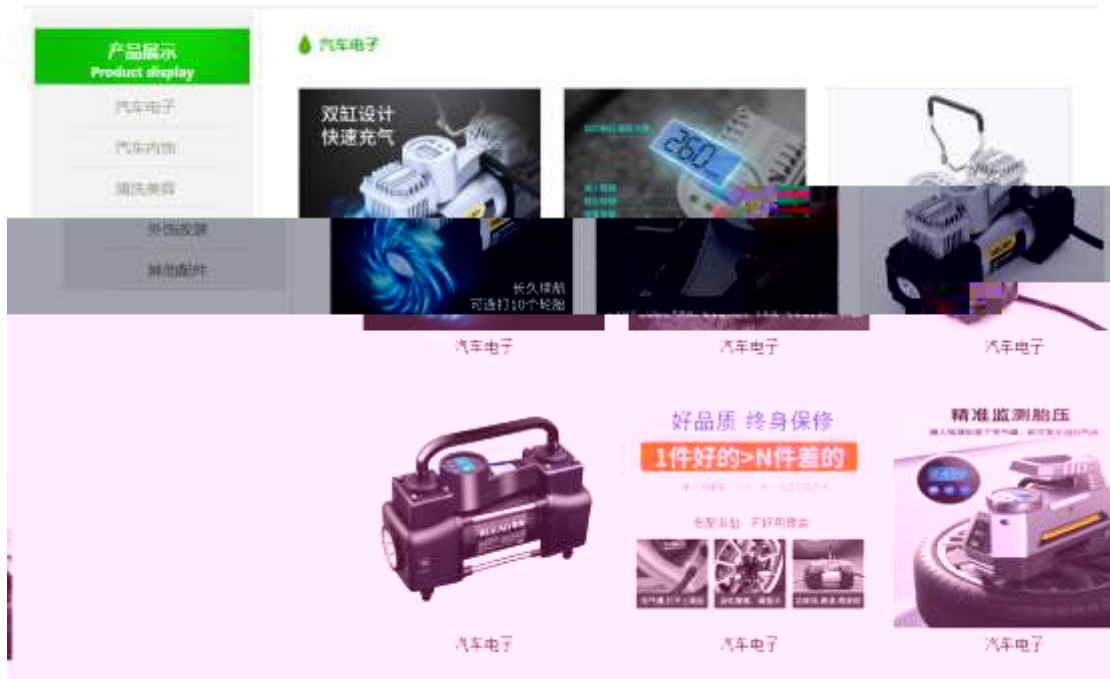 产品展示
Product display
汽车电子
汽车内饰
清洗美容
外饰改装
其他配件
汽车电子
双缸设计
快速充气
260
长久续航
可连打10个轮胎
汽车电子
汽车电子
汽车电子
好品质 终身保修
1件好的>N件差的
精准监测胎压
汽车电子
汽车电子
汽车电子